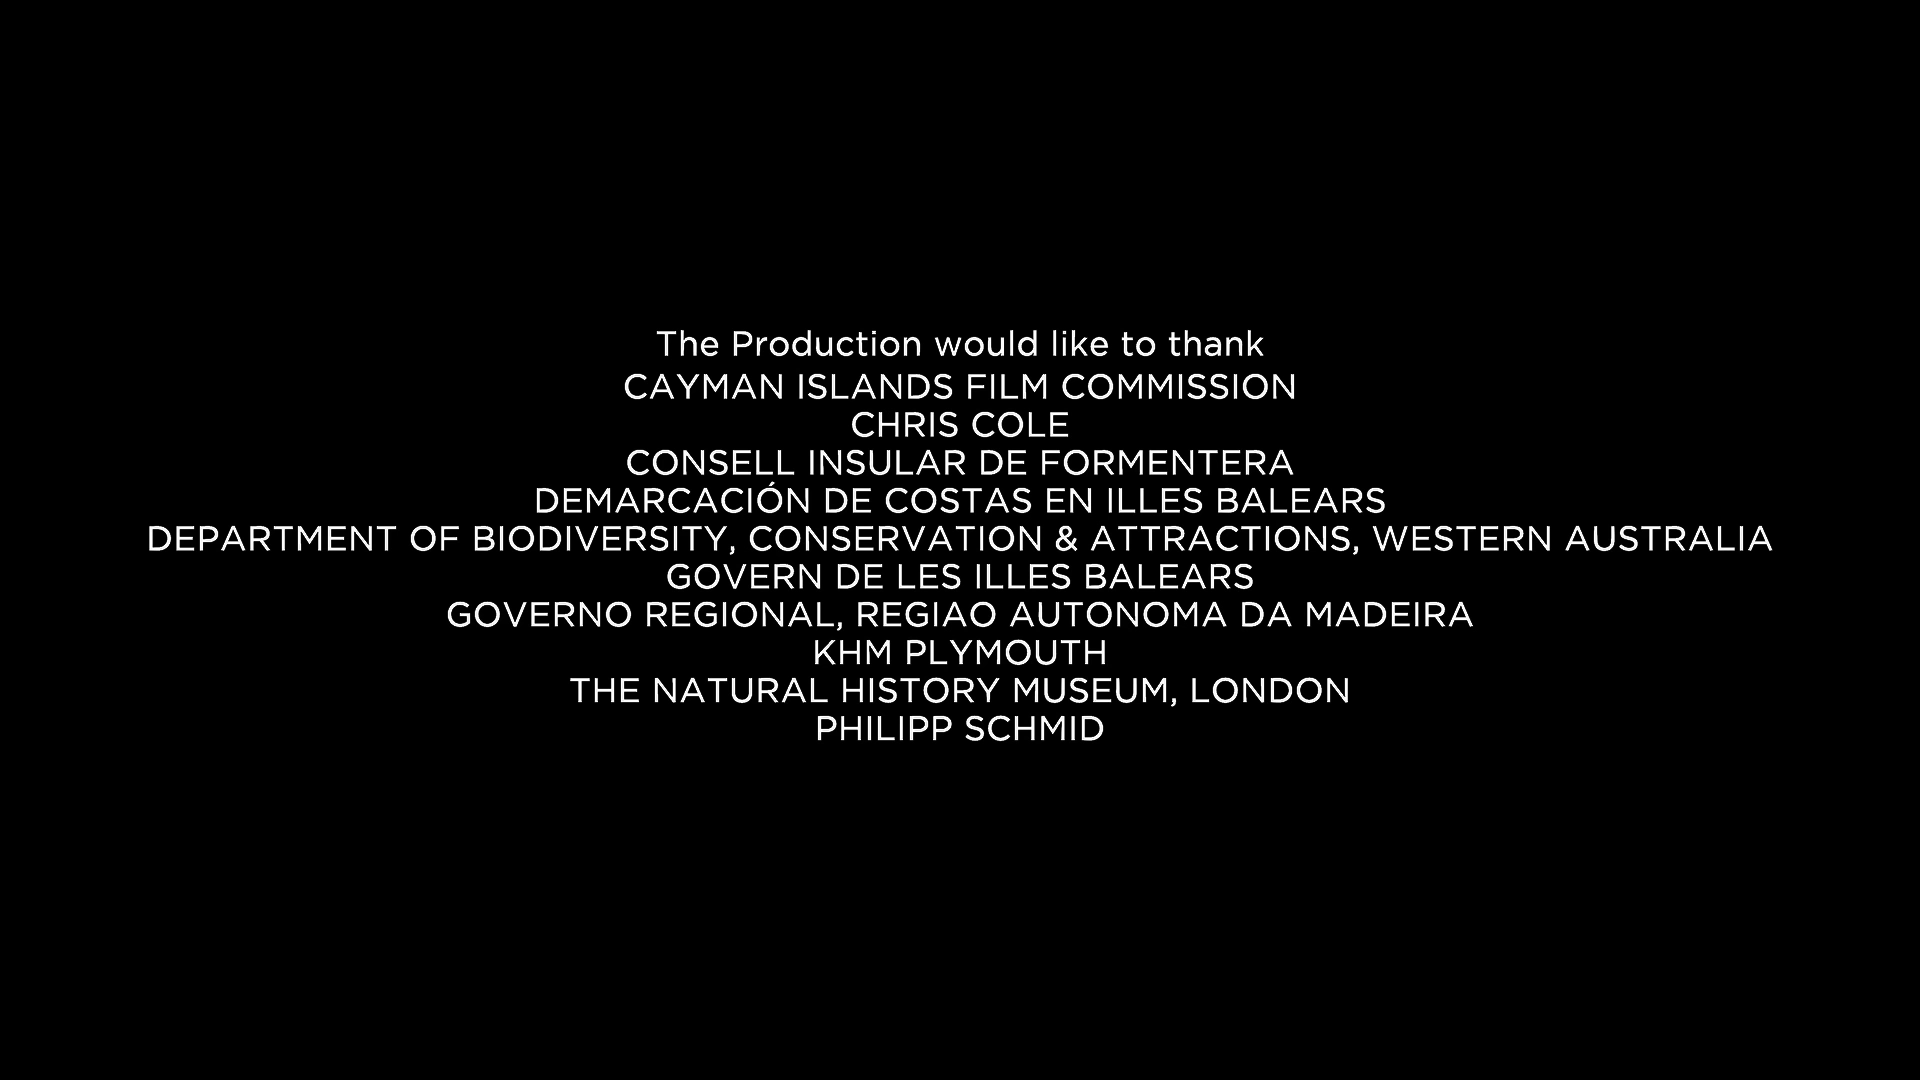 The Production would like to thank
CAYMAN ISLANDS FILM COMMISSION
CHRIS COLE
CONSELL INSULAR DE FORMENTERA
DEMARCACIÓN DE COSTAS EN ILLES BALEARS
DEPARTMENT OF BIODIVERSITY, CONSERVATION & ATTRACTIONS, WESTERN AUSTRALIA
GOVERN DE LES ILLES BALEARS
GOVERNO REGIONAL, REGIAO AUTONOMA DA MADEIRA
KHM PLYMOUTH
THE NATURAL HISTORY MUSEUM, LONDON
PHILIPP SCHMID